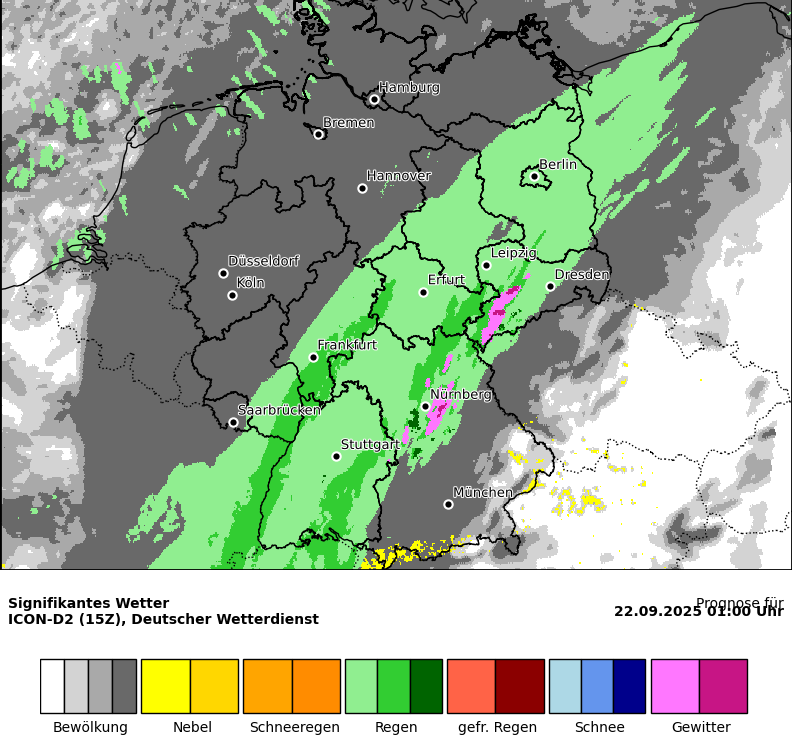 Hamburg
Bremen
Berlin
Hannover
Leipzig
Düsseldorf
Dresden
Köln
Erfurt
Frankfurt
Nürnberg
Saarbrücken
Stuttgart
München
Signifikantes Wetter
Prognose für
ICON-D2 (15Z), Deutscher Wetterdienst
22.09.2025 01:00 Uhr
Bewölkung Nebel Schneeregen Regen gefr. Regen Schnee Gewitter